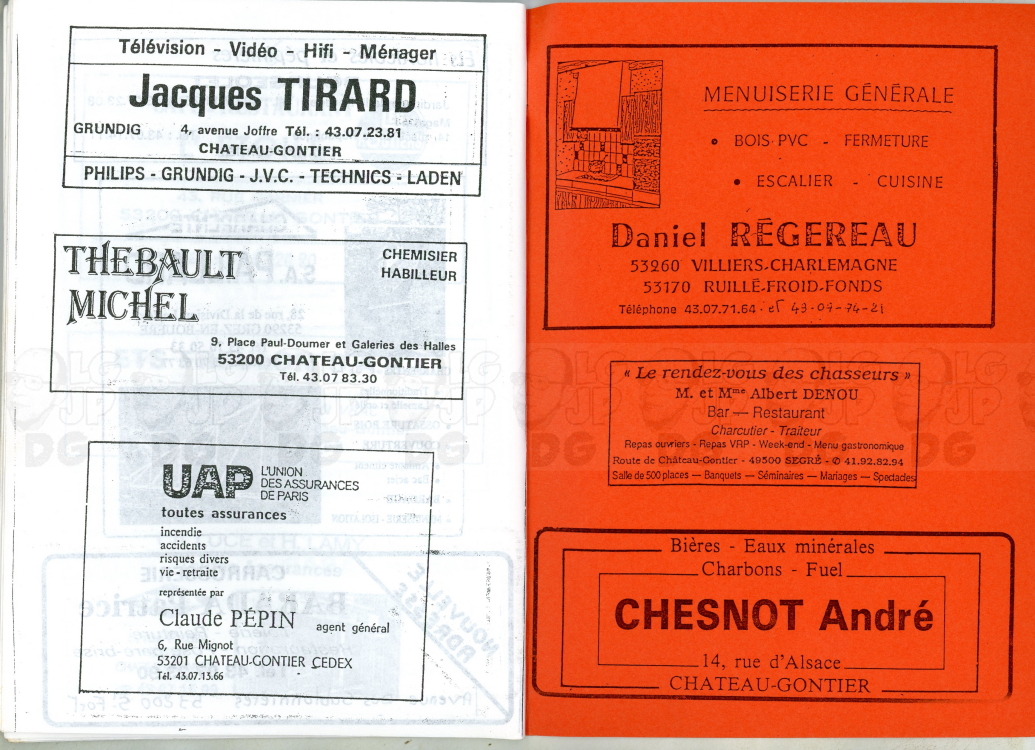 Télévision - Vidéo - Hifi - Ménager
Jacques TIRARD
GRUNDIG 4, avenue Joffre Tél. : 43.07.23.81
CHATEAU-GONTIER
PHILIPS - GRUNDIG - J.V.C. - TECHNICS - LADEN
THEBAULT
MICHEL
CHEMISIER
HABILLEUR
9, Place Paul-Doumer et Galeries des Halles
53200 CHATEAU-GONTIER
Tél. 43.07 83.30
UAP L'UNION
DES ASSURANCES
DE PARIS
toutes assurances
incendie
accidents
risques divers
vie - retraite
représentée par
Claude PÉPIN agent général
6, Rue Mignot
53201 CHATEAU-GONTIER CEDEX
Tél. 43.07.13.66
MENUISERIE GÉNÉRALE
• BOIS PVC - FERMETURE
• ESCALIER - CUISINE
Daniel RÉGEREAU
53260 VILLIERS-CHARLEMAGNE
53170 RUILLÉ-FROID-FONDS
Téléphone 43.07.71.64 - et 43-09-74-21
« Le rendez-vous des chasseurs »
M. et Mme Albert DENOU
Bar — Restaurant
Charcutier - Traiteur
Repas ouvriers - Repas VRP - Week-end - Menu gastronomique
Route de Château-Gontier - 49500 SEGRÉ - ✆ 41.92.82.94
Salle de 500 places — Banquets — Séminaires — Mariages — Spectacles
Bières - Eaux minérales
Charbons - Fuel
CHESNOT André
14, rue d'Alsace
CHATEAU-GONTIER